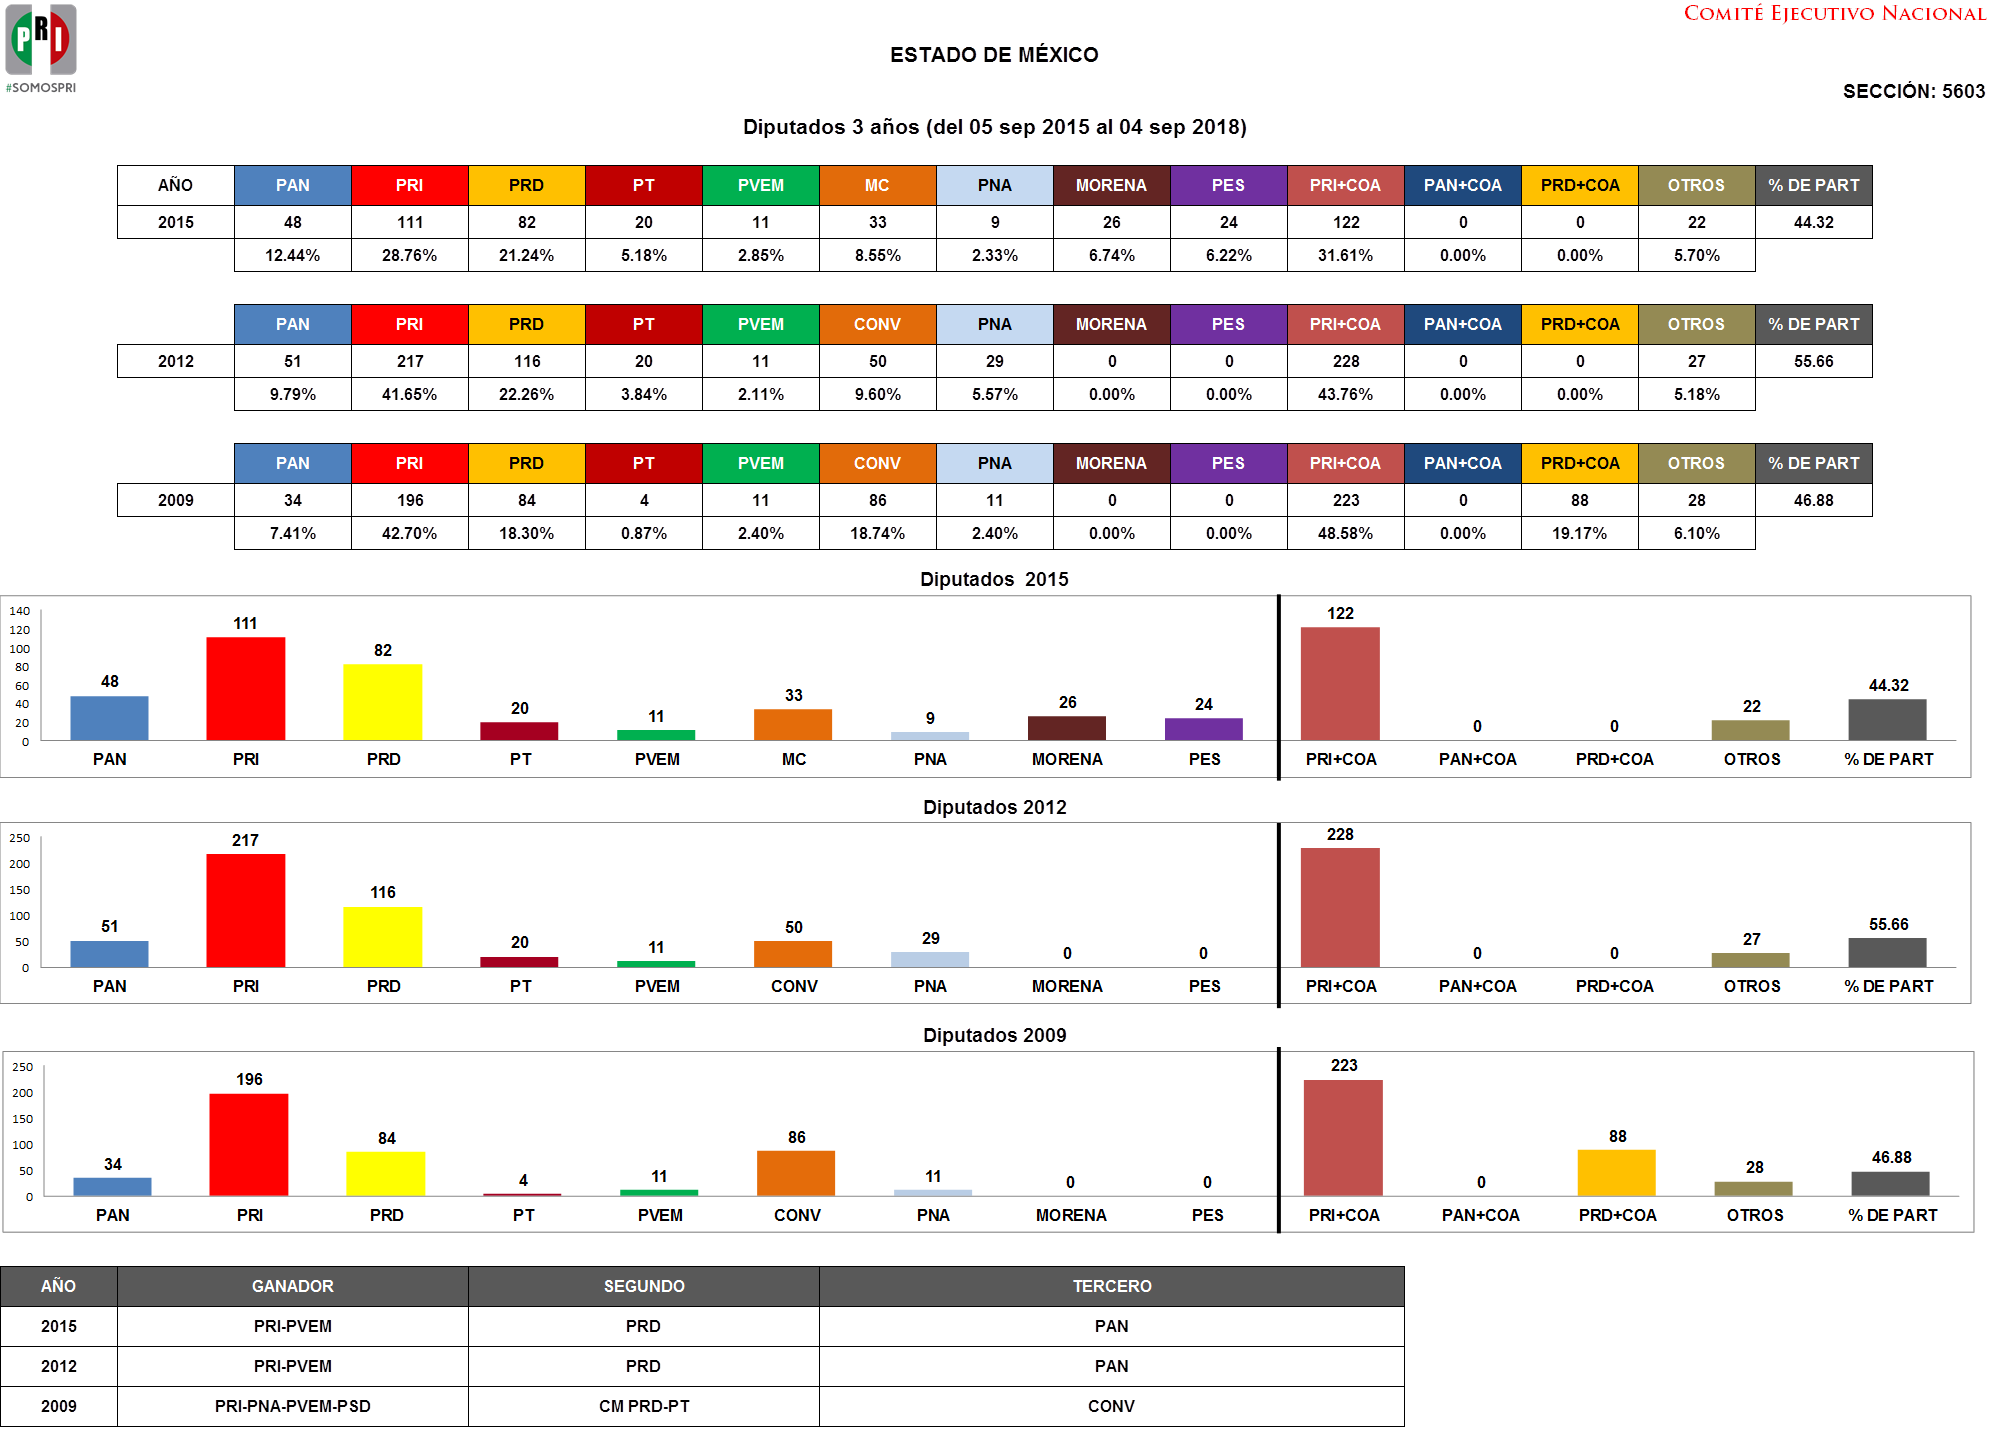 PRI
#SOMOSPRI
COMITÉ EJECUTIVO NACIONAL
ESTADO DE MÉXICO
SECCIÓN: 5603
Diputados 3 años (del 05 sep 2015 al 04 sep 2018)
AÑO PAN PRI PRD PT PVEM MC PNA MORENA PES PRI+COA PAN+COA PRD+COA OTROS % DE PART
2015 48 111 82 20 11 33 9 26 24 122 0 0 22 44.32
12.44% 28.76% 21.24% 5.18% 2.85% 8.55% 2.33% 6.74% 6.22% 31.61% 0.00% 0.00% 5.70%
PAN PRI PRD PT PVEM CONV PNA MORENA PES PRI+COA PAN+COA PRD+COA OTROS % DE PART
2012 51 217 116 20 11 50 29 0 0 228 0 0 27 55.66
9.79% 41.65% 22.26% 3.84% 2.11% 9.60% 5.57% 0.00% 0.00% 43.76% 0.00% 0.00% 5.18%
PAN PRI PRD PT PVEM CONV PNA MORENA PES PRI+COA PAN+COA PRD+COA OTROS % DE PART
2009 34 196 84 4 11 86 11 0 0 223 0 88 28 46.88
7.41% 42.70% 18.30% 0.87% 2.40% 18.74% 2.40% 0.00% 0.00% 48.58% 0.00% 19.17% 6.10%
Diputados 2015
140
120
100
80
60
40
20
0
48 111 82 20 11 33 9 26 24 122 0 0 22 44.32
PAN PRI PRD PT PVEM MC PNA MORENA PES PRI+COA PAN+COA PRD+COA OTROS % DE PART
Diputados 2012
250
200
150
100
50
0
51 217 116 20 11 50 29 0 0 228 0 0 27 55.66
PAN PRI PRD PT PVEM CONV PNA MORENA PES PRI+COA PAN+COA PRD+COA OTROS % DE PART
Diputados 2009
250
200
150
100
50
0
34 196 84 4 11 86 11 0 0 223 0 88 28 46.88
PAN PRI PRD PT PVEM CONV PNA MORENA PES PRI+COA PAN+COA PRD+COA OTROS % DE PART
AÑO GANADOR SEGUNDO TERCERO
2015 PRI-PVEM PRD PAN
2012 PRI-PVEM PRD PAN
2009 PRI-PNA-PVEM-PSD CM PRD-PT CONV